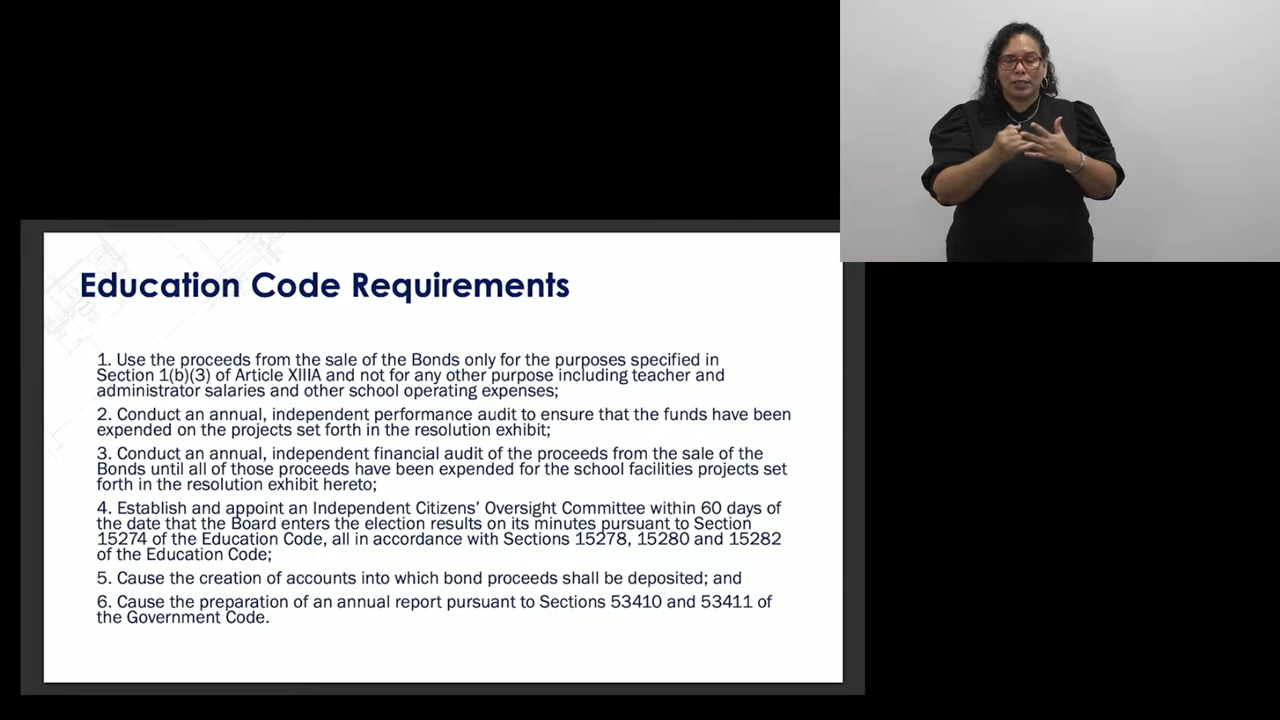 Education Code Requirements
1. Use the proceeds from the sale of the Bonds only for the purposes specified in
Section 1(b)(3) of Article XIIIA and not for any other purpose including teacher and
administrator salaries and other school operating expenses;
2. Conduct an annual, independent performance audit to ensure that the funds have been
expended on the projects set forth in the resolution exhibit;
3. Conduct an annual, independent financial audit of the proceeds from the sale of the
Bonds until all of those proceeds have been expended for the school facilities projects set
forth in the resolution exhibit hereto;
4. Establish and appoint an Independent Citizens’ Oversight Committee within 60 days of
the date that the Board enters the election results on its minutes pursuant to Section
15274 of the Education Code, all in accordance with Sections 15278, 15280 and 15282
of the Education Code;
5. Cause the creation of accounts into which bond proceeds shall be deposited; and
6. Cause the preparation of an annual report pursuant to Sections 53410 and 53411 of
the Government Code.